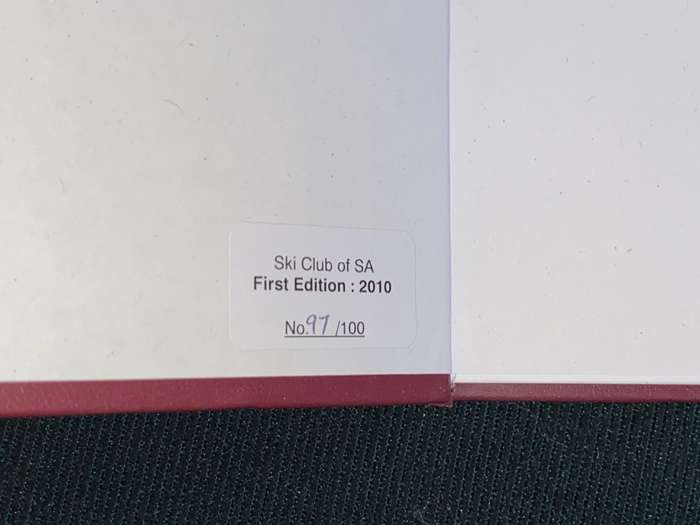 Ski Club of SA
First Edition : 2010
No.97 /100